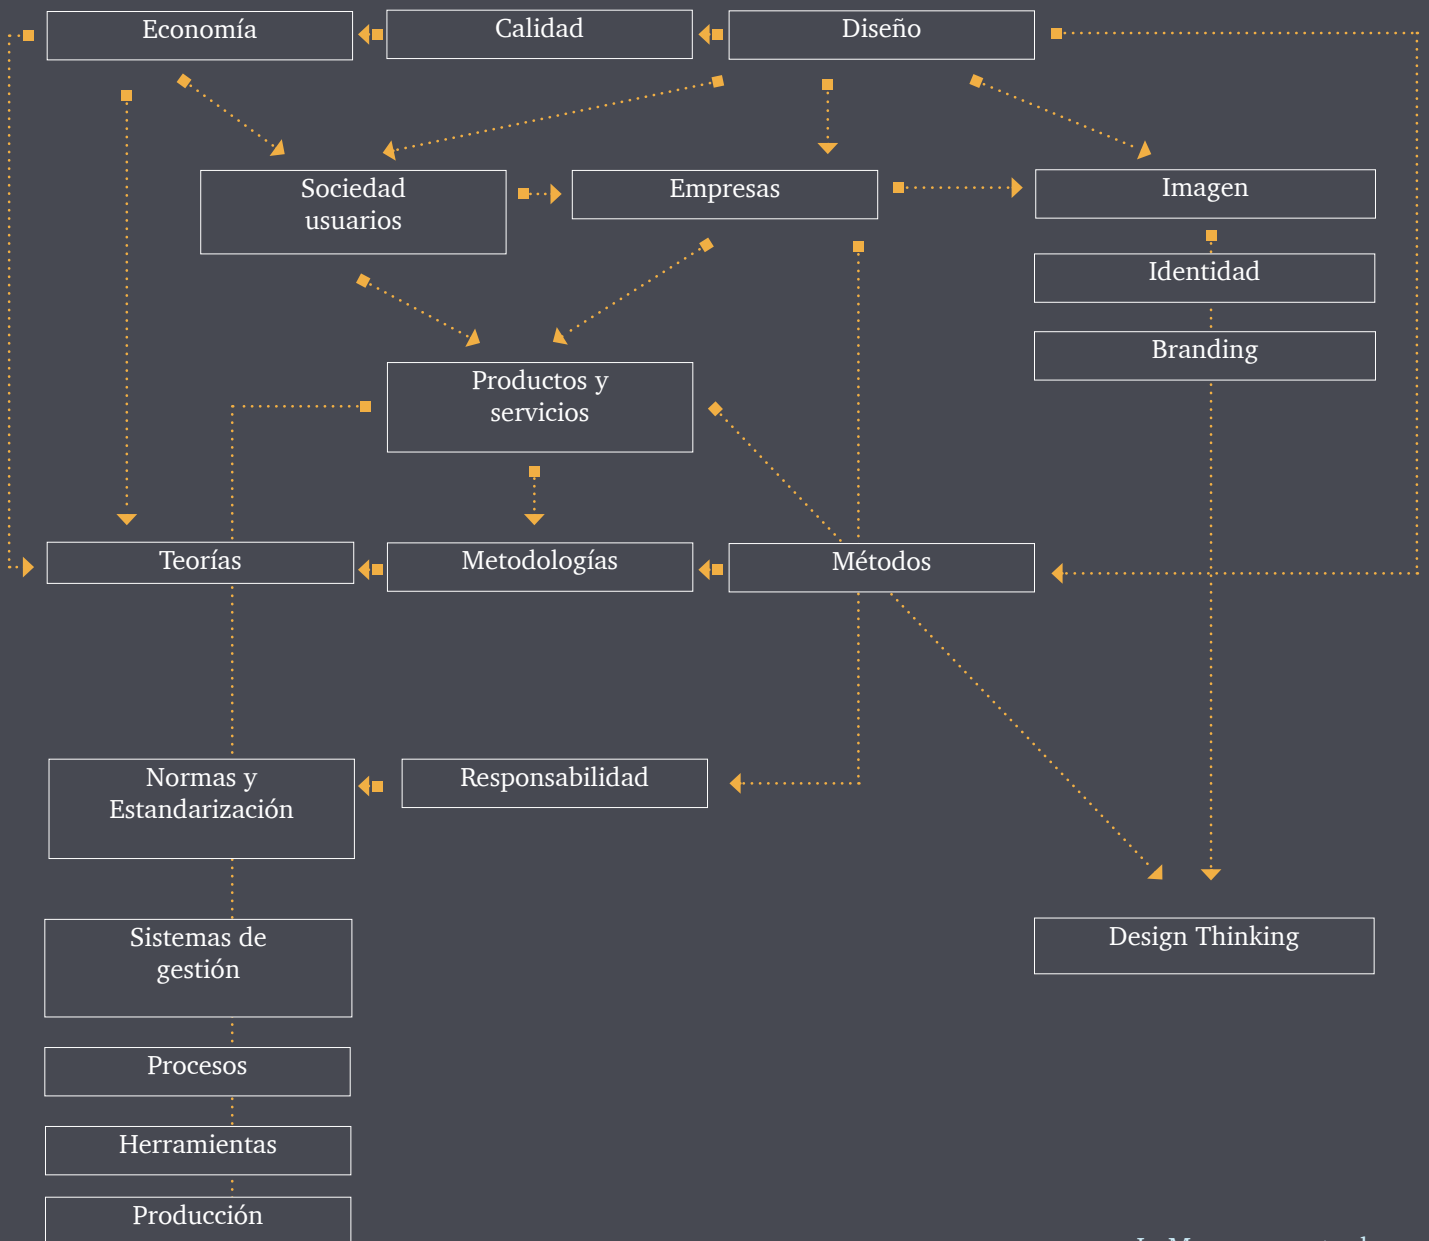 Economía
Calidad
Diseño
Sociedad
usuarios
Empresas
Imagen
Identidad
Branding
Productos y
servicios
Teorías
Metodologías
Métodos
Normas y
Estandarización
Responsabilidad
Sistemas de
gestión
Design Thinking
Procesos
Herramientas
Producción